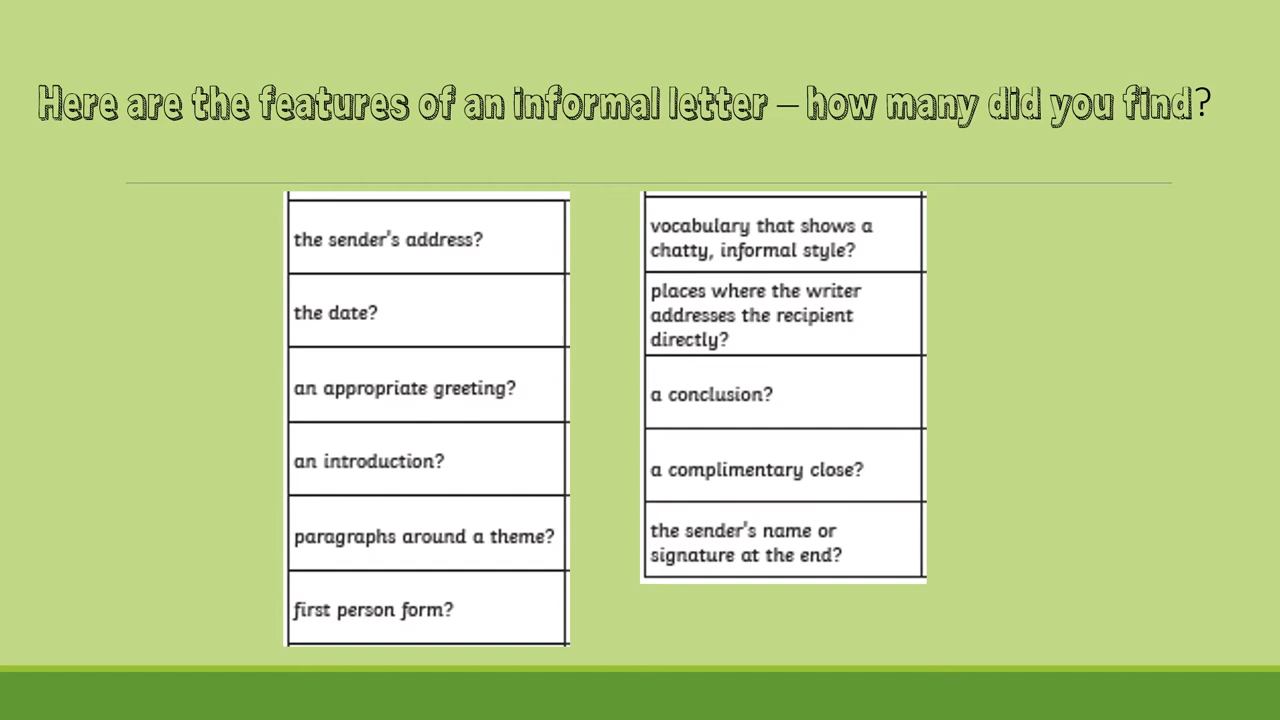 Here are the features of an informal letter – how many did you find?
the sender's address?
the date?
an appropriate greeting?
an introduction?
paragraphs around a theme?
first person form?
vocabulary that shows a
chatty, informal style?
places where the writer
addresses the recipient
directly?
a conclusion?
a complimentary close?
the sender's name or
signature at the end?